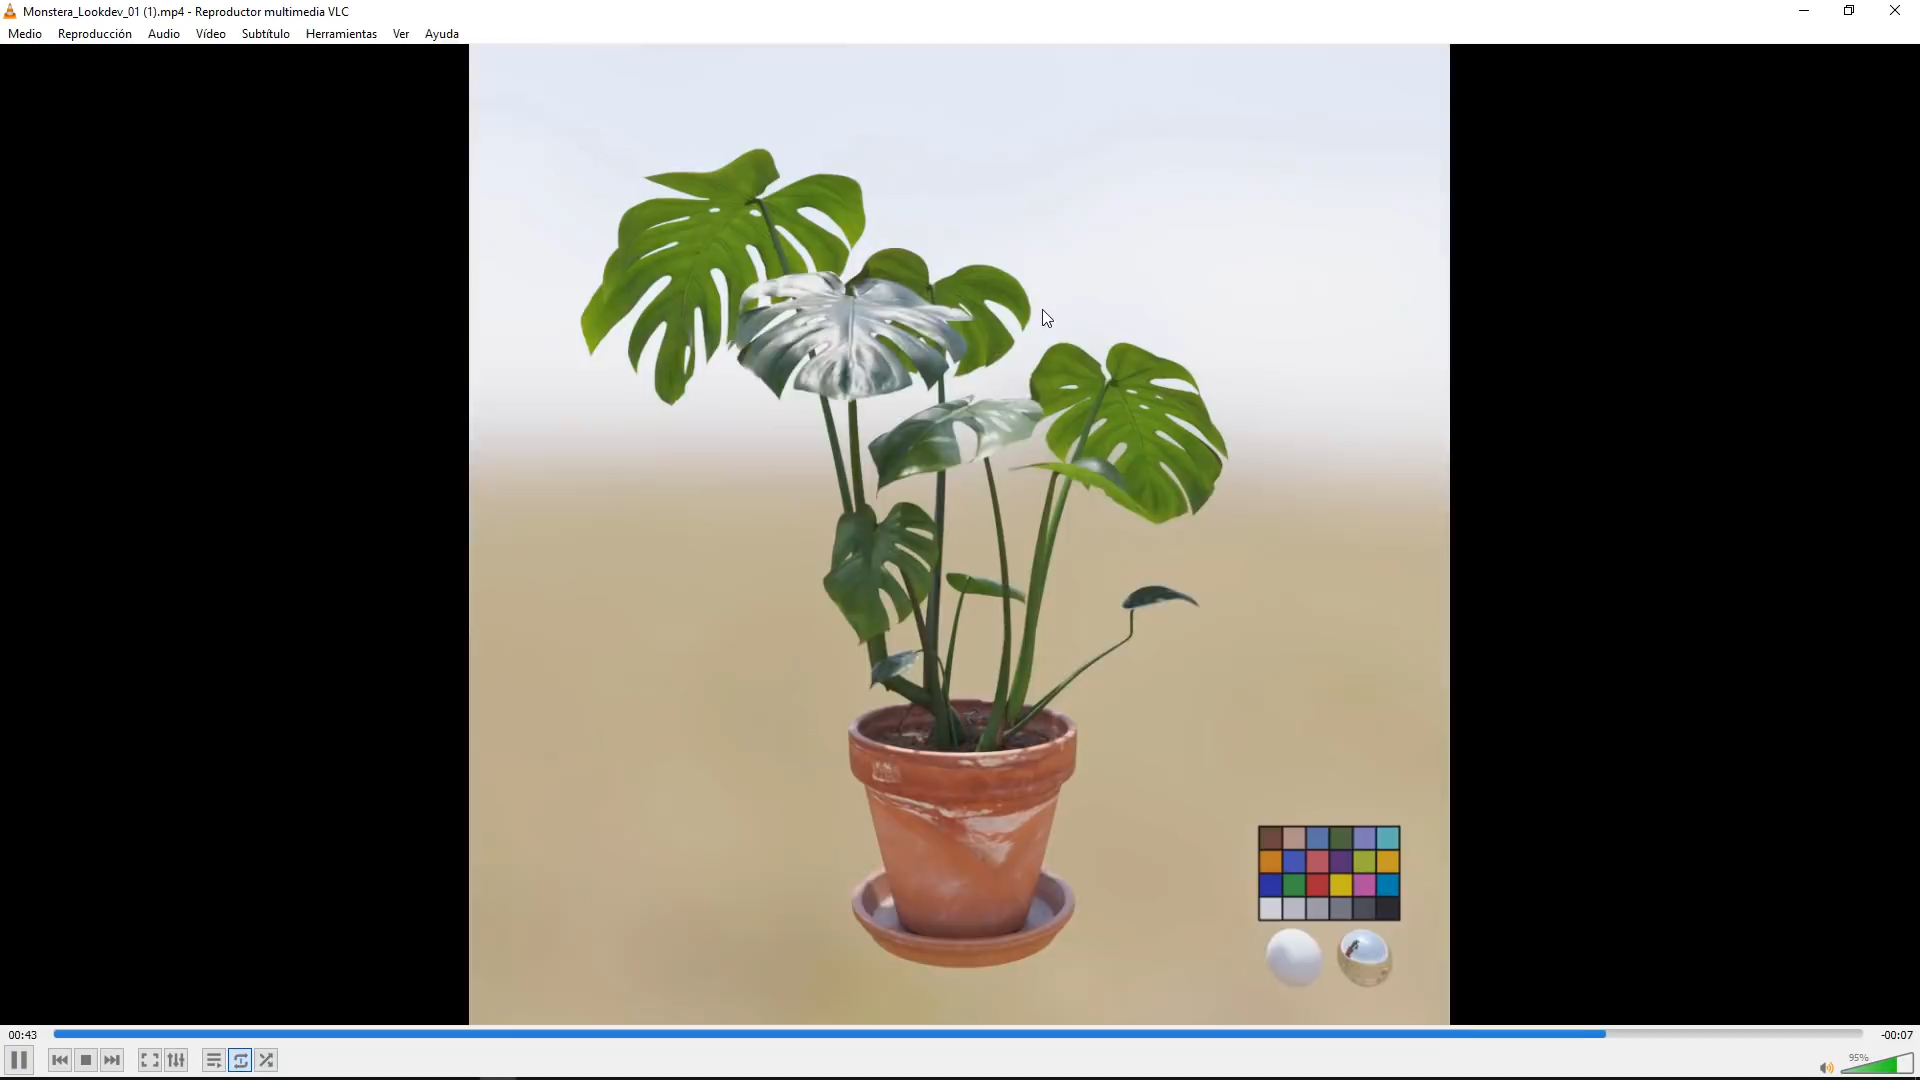 Monstera_Lookdev_01 (1).mp4 - Reproductor multimedia VLC
Medio Reproducción Audio Vídeo Subtítulo Herramientas Ver Ayuda
00:43 -00:07
95%